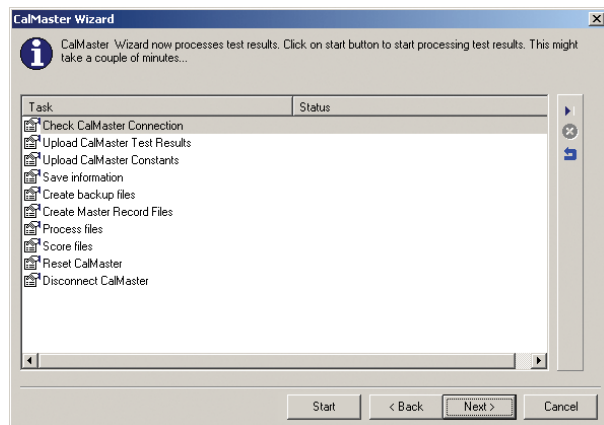 CalMaster Wizard
CalMaster Wizard now processes test results. Click on start button to start processing test results. This might
take a couple of minutes...
Task Status
Check CalMaster Connection
Upload CalMaster Test Results
Upload CalMaster Constants
Save information
Create backup files
Create Master Record Files
Process files
Score files
Reset CalMaster
Disconnect CalMaster
Start < Back Next > Cancel